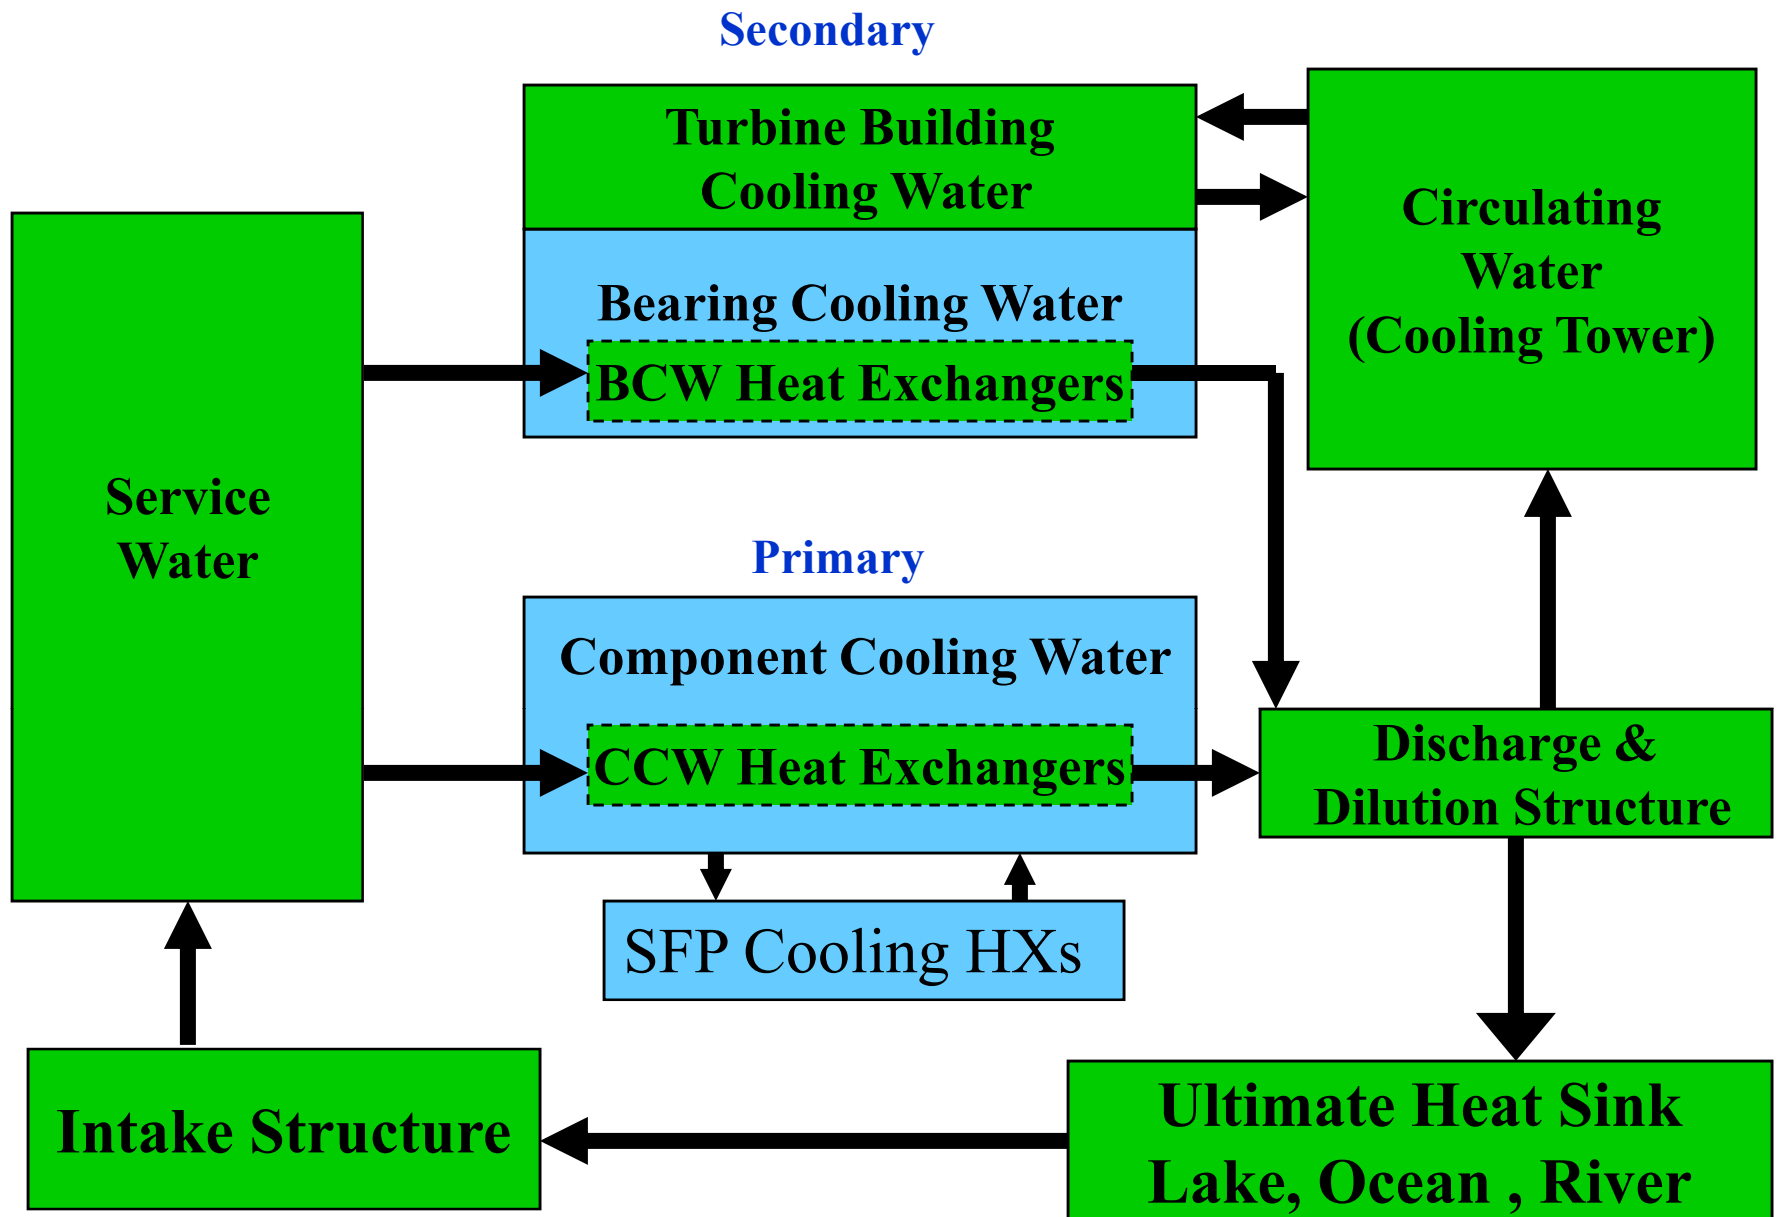 Secondary
Turbine Building
Cooling Water
Circulating
Water
(Cooling Tower)
Bearing Cooling Water
BCW Heat Exchangers
Service
Water
Primary
Component Cooling Water
CCW Heat Exchangers
Discharge &
Dilution Structure
SFP Cooling HXs
Intake Structure
Ultimate Heat Sink
Lake, Ocean , River